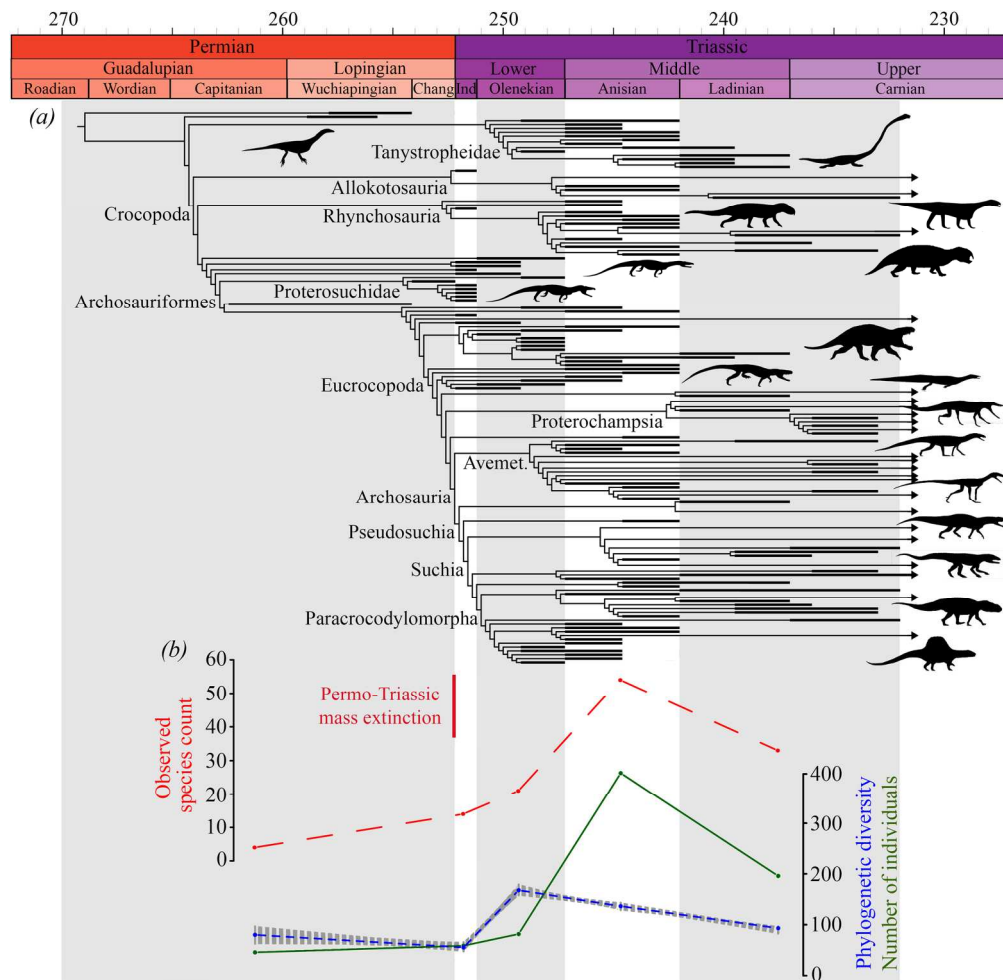 270 260 250 240 230
Permian Triassic
Guadalupian Lopingian Lower Middle Upper
Roadian Wordian Capitanian Wuchiapingian Chang Ind Olenekian Anisian Ladinian Carnian
(a)
Tanystropheidae
Allokotosauria
Crocopoda
Rhynchosauria
Proterosuchidae
Archosauriformes
Eucrocopoda
Proterochampsia
Avemet.
Archosauria
Pseudosuchia
Suchia
Paracrocodylomorpha
(b)
60
50
40
30
20
10
0
Observed
species count
Permo-Triassic
mass extinction
400
300
200
100
0
Phylogenetic diversity
Number of individuals